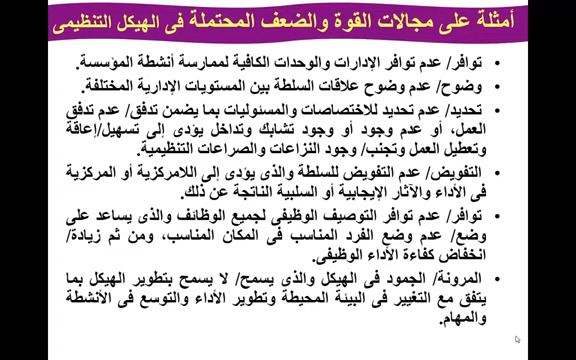 أمثلة على مجالات القوة والضعف المحتملة فى الهيكل التنظيمى
• توافر/ عدم توافر الإدارات والوحدات الكافية لممارسة أنشطة المؤسسة.
• وضوح/ عدم وضوح علاقات السلطة بين المستويات الإدارية المختلفة.
• تحديد/ عدم تحديد للاختصاصات والمسئوليات بما يضمن تدفق/ عدم تدفق
العمل، أو عدم وجود أو وجود تشابك وتداخل يؤدى إلى تسهيل/إعاقة
وتعطيل العمل وتجنب/ وجود النزاعات والصراعات التنظيمية.
• التفويض/ عدم التفويض للسلطة والذى يؤدى إلى اللامركزية أو المركزية
فى الأداء والآثار الإيجابية أو السلبية الناتجة عن ذلك.
• توافر/ عدم توافر التوصيف الوظيفى لجميع الوظائف والذى يساعد على
وضع/ عدم وضع الفرد المناسب فى المكان المناسب، ومن ثم زيادة/
انخفاض كفاءة الأداء الوظيفى.
• المرونة/ الجمود فى الهيكل والذى يسمح/ لا يسمح بتطوير الهيكل بما
يتفق مع التغيير فى البيئة المحيطة وتطوير الأداء والتوسع فى الأنشطة
والمهام.